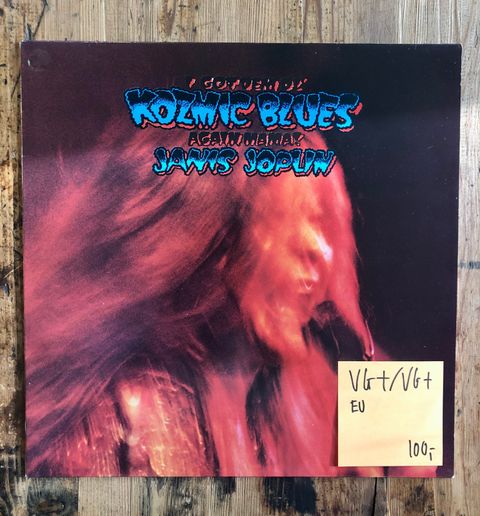 I GOT DEM OL'
KOZMIC BLUES
AGAIN MAMA!
JANIS JOPLIN
VG+/VG+
EU
100,-